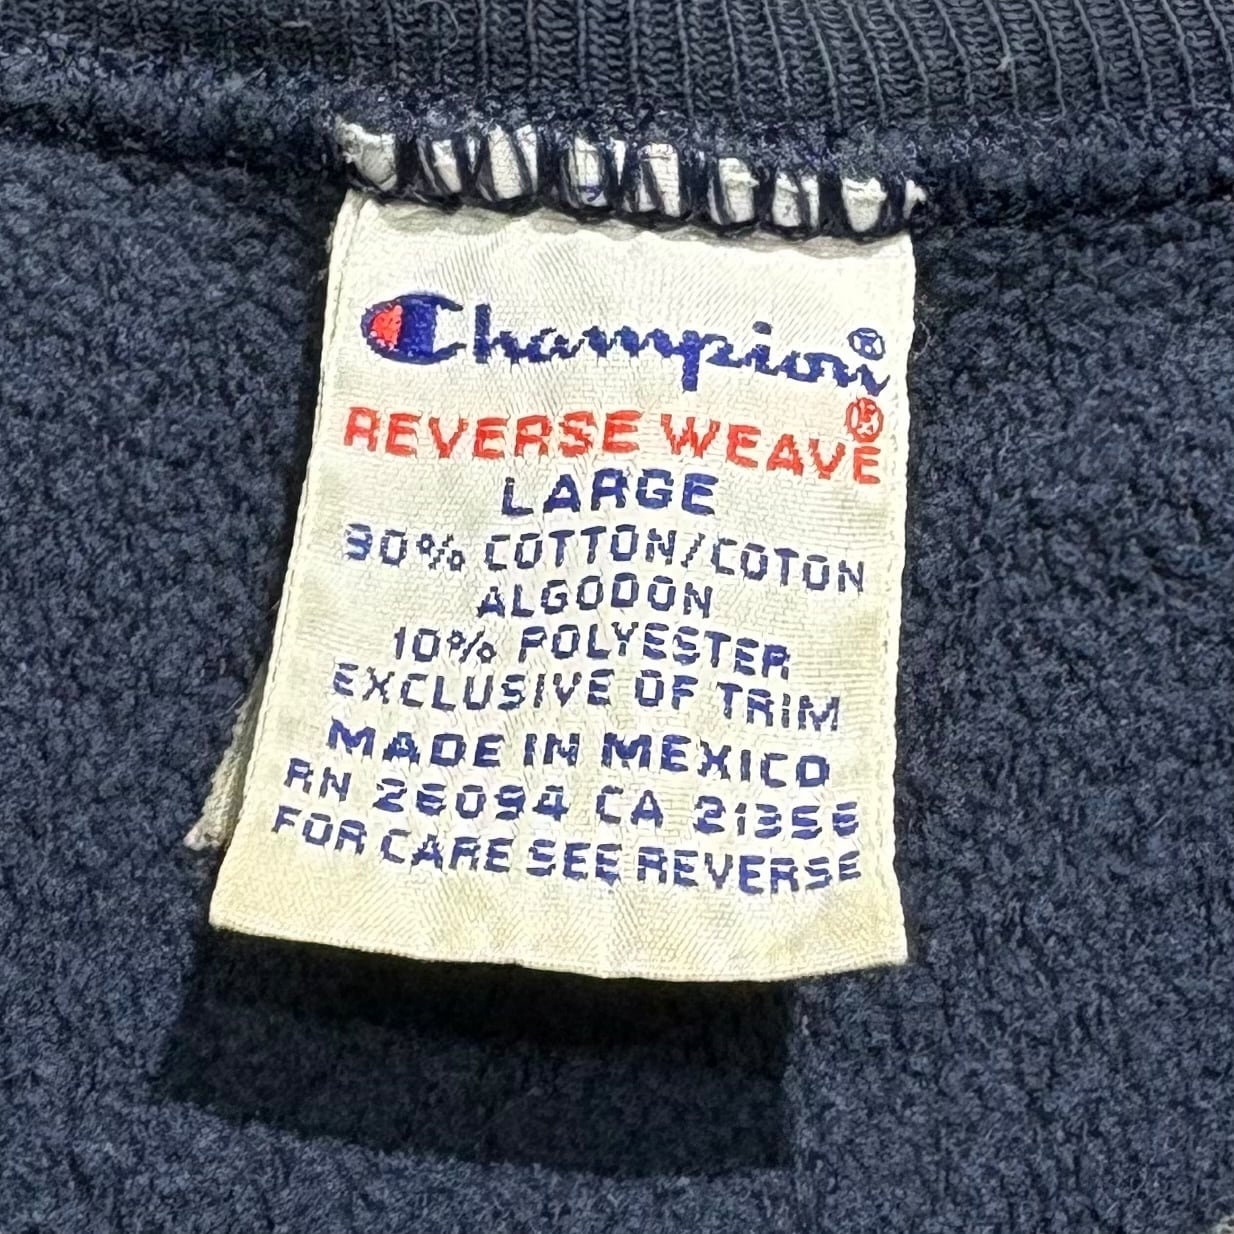 Champion®
REVERSE WEAVE®
LARGE
90% COTTON/COTON
ALGODON
10% POLYESTER
EXCLUSIVE OF TRIM
MADE IN MEXICO
RN 26094 CA 21356
FOR CARE SEE REVERSE